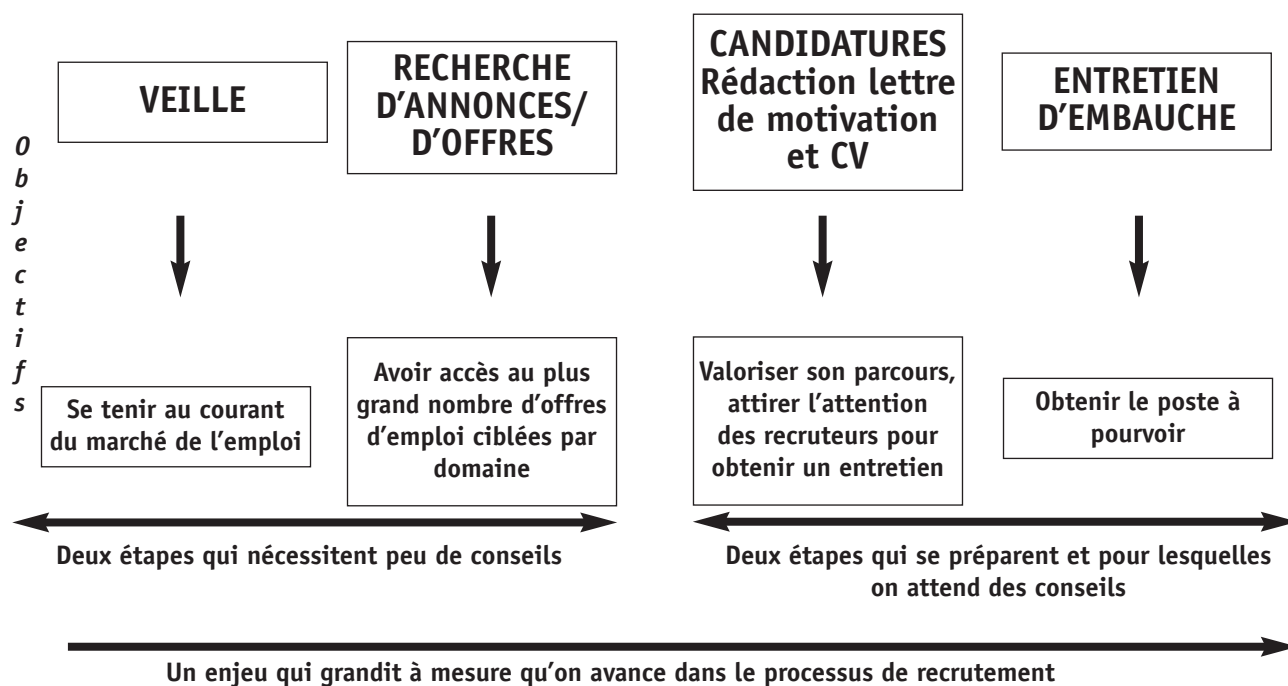 VEILLE
RECHERCHE
D’ANNONCES/
D’OFFRES
CANDIDATURES
Rédaction lettre
de motivation
et CV
ENTRETIEN
D’EMBAUCHE
Objectifs
Se tenir au courant
du marché de l’emploi
Avoir accès au plus
grand nombre d’offres
d’emploi ciblées par
domaine
Valoriser son parcours,
attirer l’attention
des recruteurs pour
obtenir un entretien
Obtenir le poste à
pourvoir
Deux étapes qui nécessitent peu de conseils
Deux étapes qui se préparent et pour lesquelles
on attend des conseils
Un enjeu qui grandit à mesure qu’on avance dans le processus de recrutement